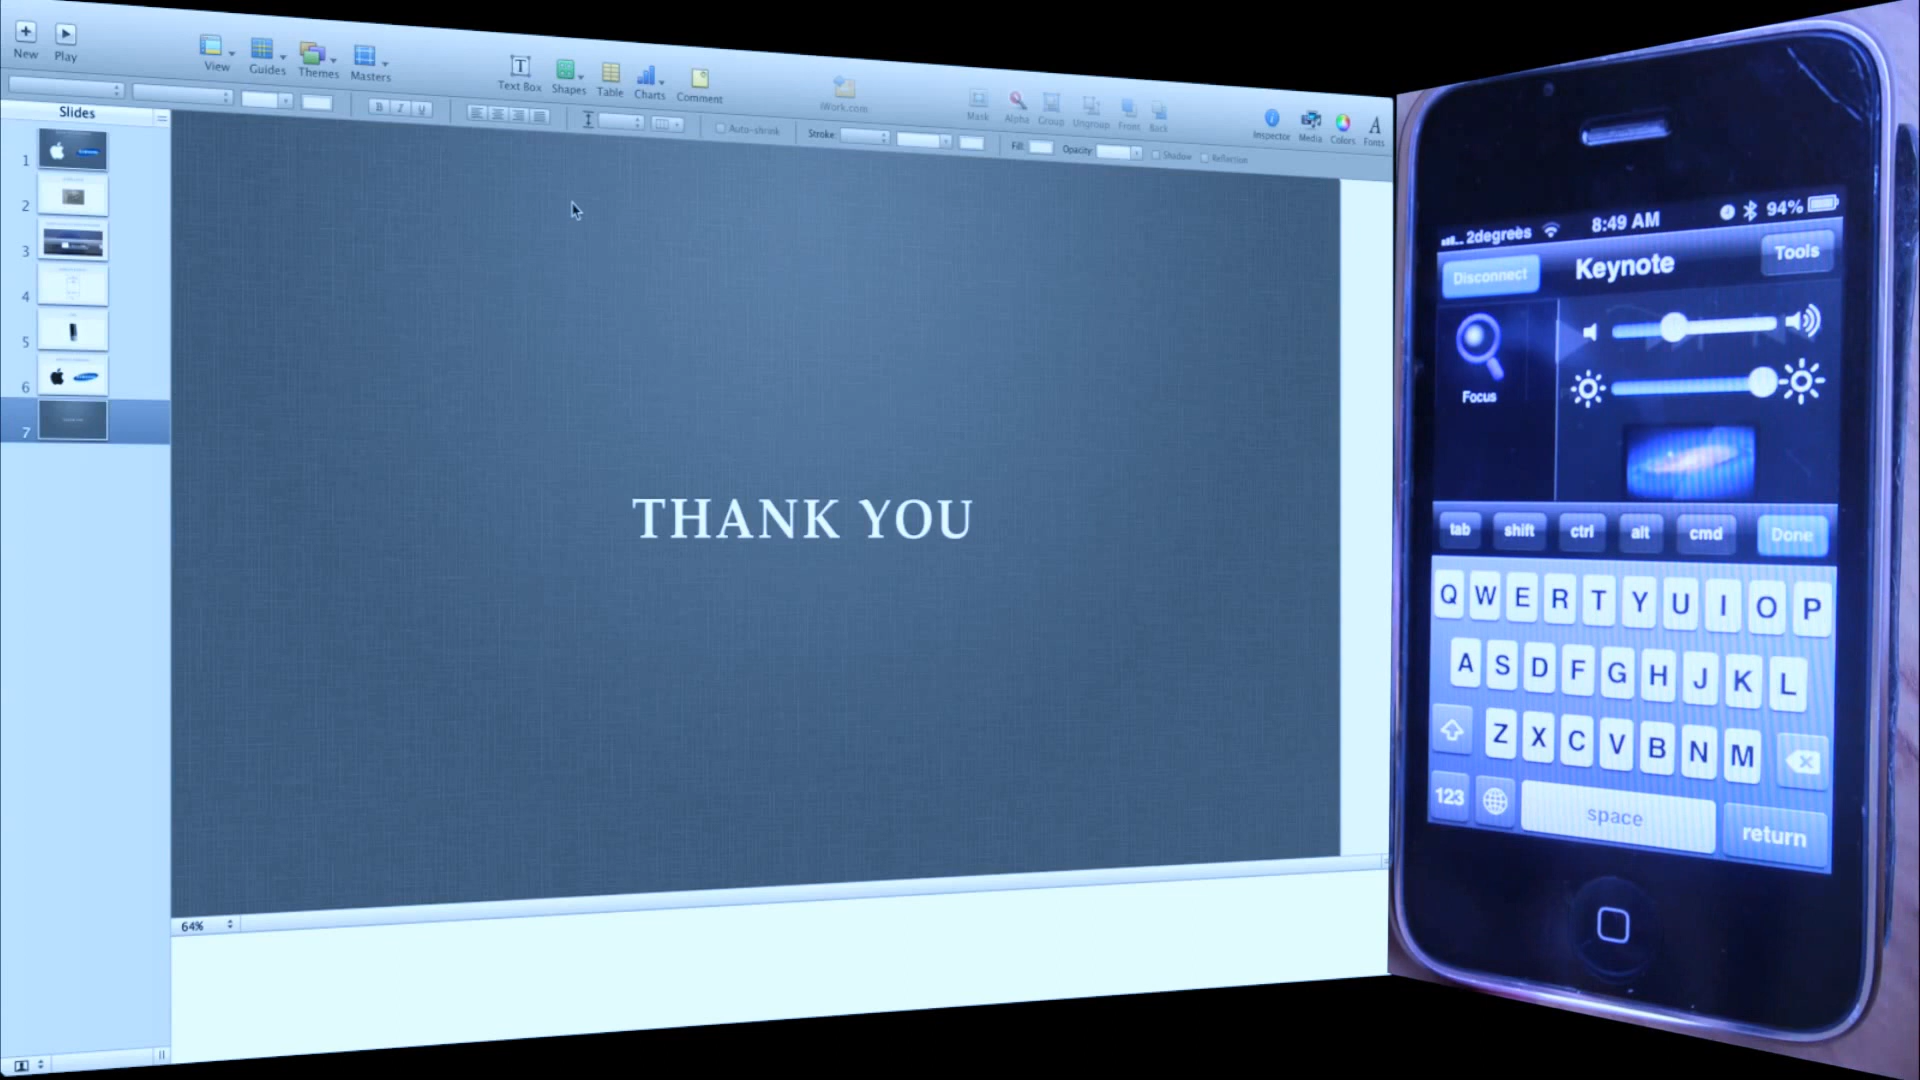 New Play View Guides Themes Masters Text Box Shapes Table Charts Comment iWork.com Mask Alpha Group Ungroup Front Back Inspector Media Colors Fonts
B I U Auto-shrink Stroke: Fill: Opacity: Shadow Reflection
Slides
1
2
3
4
5
6
7
THANK YOU
64%
2degrees 8:49 AM 94%
Disconnect Keynote Tools
Focus
tab shift ctrl alt cmd Done
Q W E R T Y U I O P
A S D F G H J K L
Z X C V B N M
123 space return